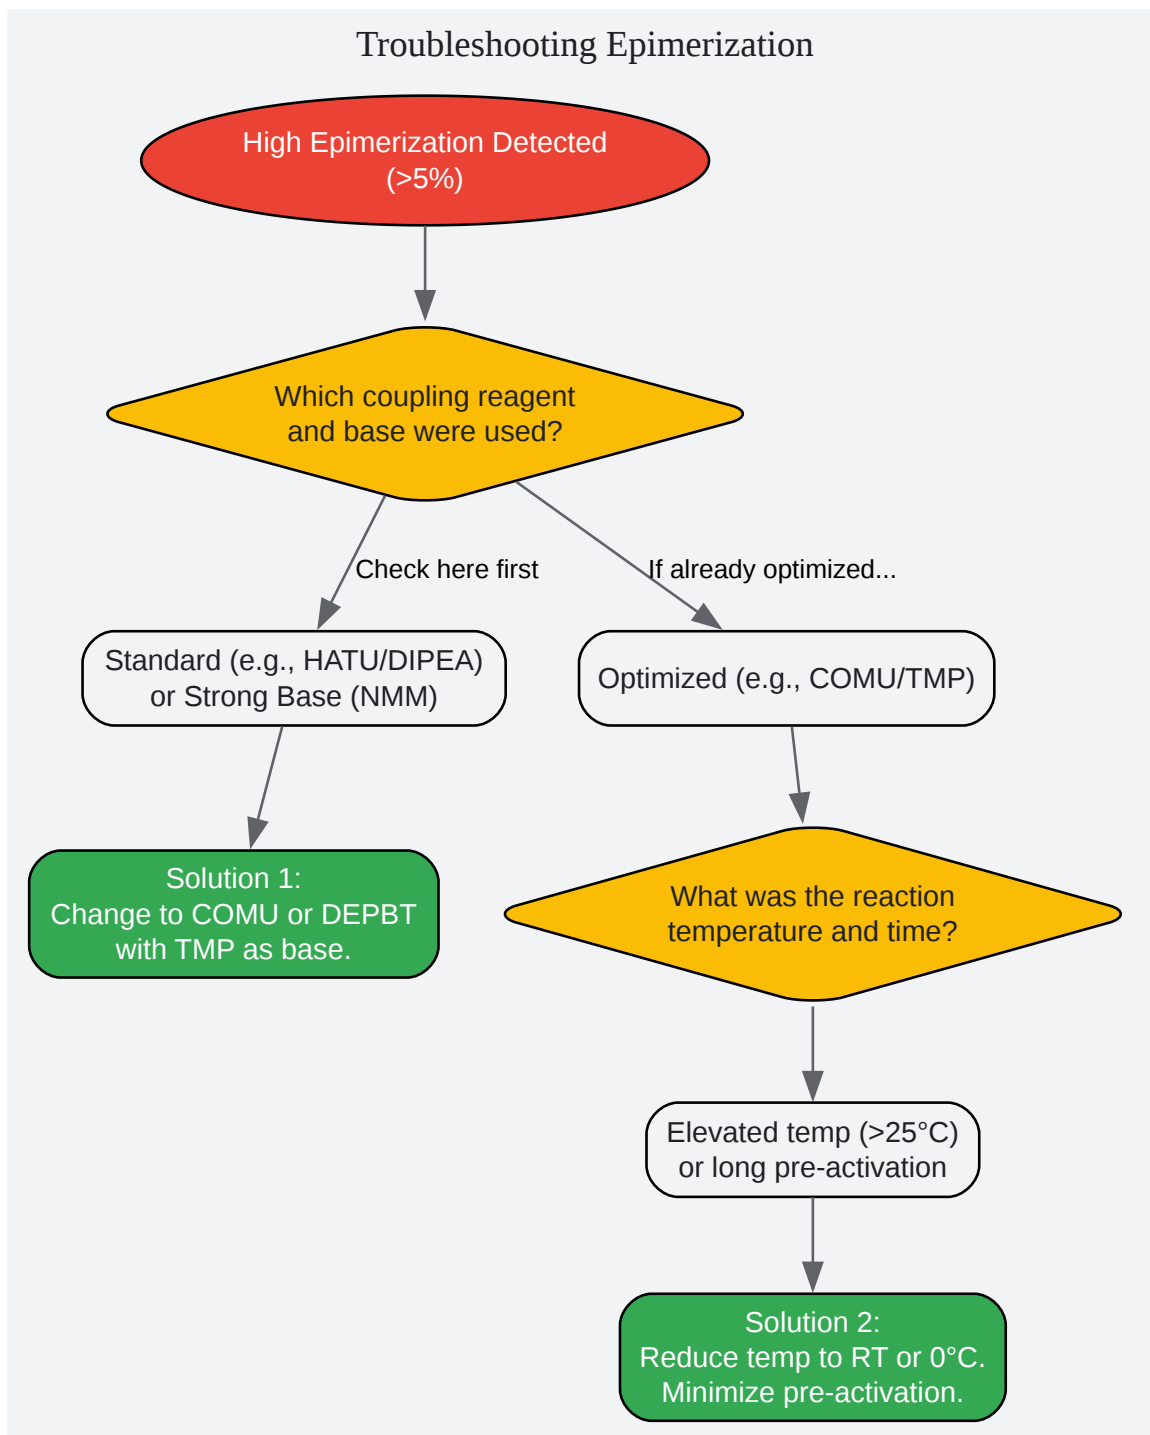 Troubleshooting Epimerization
High Epimerization Detected
(>5%)
Which coupling reagent
and base were used?
Check here first
If already optimized...
Standard (e.g., HATU/DIPEA)
or Strong Base (NMM)
Optimized (e.g., COMU/TMP)
Solution 1:
Change to COMU or DEPBT
with TMP as base.
What was the reaction
temperature and time?
Elevated temp (>25°C)
or long pre-activation
Solution 2:
Reduce temp to RT or 0°C.
Minimize pre-activation.